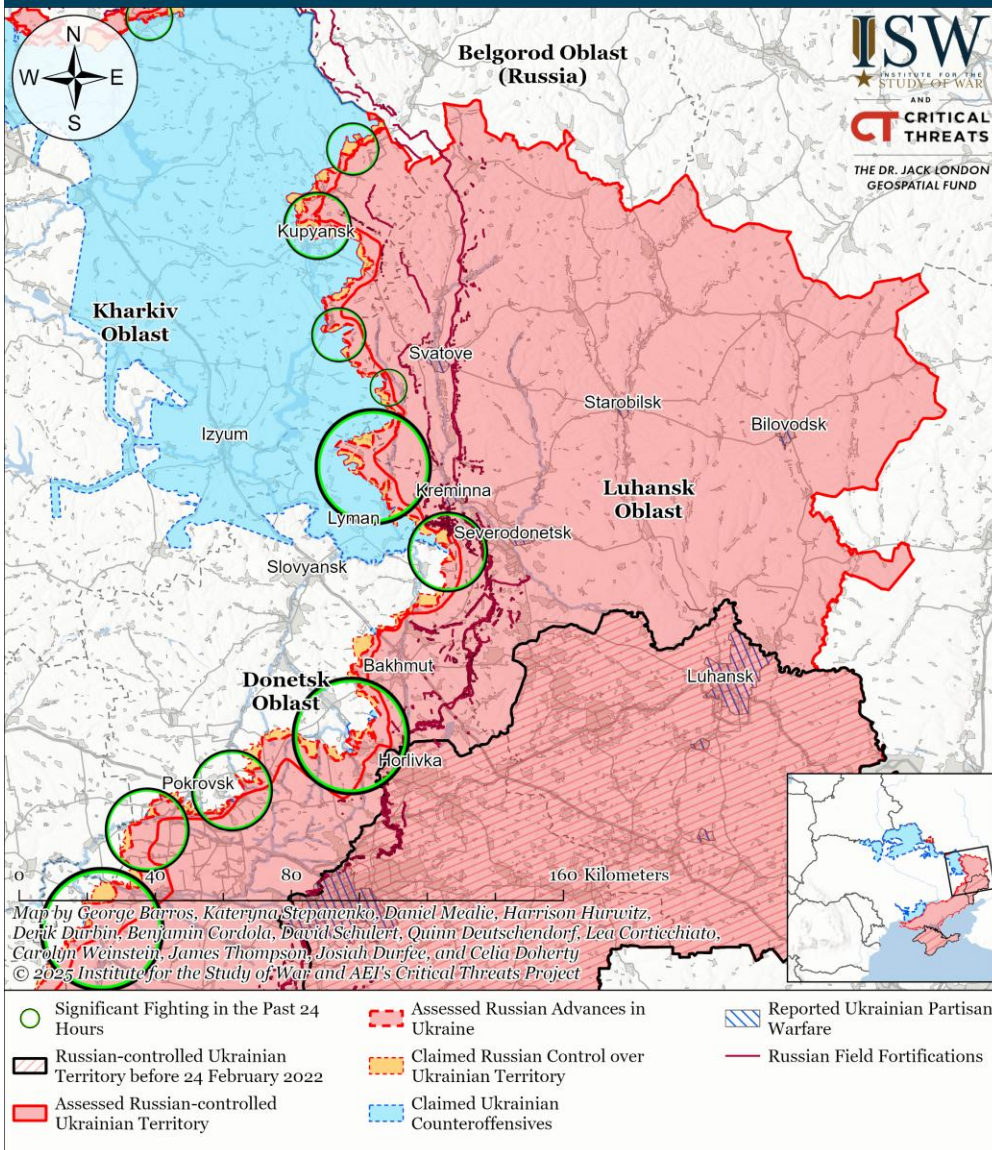 N
W
E
S
Belgorod Oblast
(Russia)
ISW
INSTITUTE FOR THE
STUDY OF WAR
AND
CT CRITICAL
THREATS
THE DR. JACK LONDON
GEOSPATIAL FUND
Kupyansk
Kharkiv
Oblast
Svatove
Starobilsk
Bilovodsk
Izyum
Kreminna
Luhansk
Oblast
Lyman
Severodonetsk
Slovyansk
Bakhmut
Donetsk
Oblast
Luhansk
Horlivka
Pokrovsk
0
40
80
160 Kilometers
Map by George Barros, Kateryna Stepanenko, Daniel Mealie, Harrison Hurwitz,
Derik Durbin, Benjamin Cordola, David Schulert, Quinn Deutschendorf, Lea Corticchiato,
Carolyn Weinstein, James Thompson, Josiah Durfee, and Celia Doherty
© 2025 Institute for the Study of War and AEI's Critical Threats Project
Significant Fighting in the Past 24
Hours
Russian-controlled Ukrainian
Territory before 24 February 2022
Assessed Russian-controlled
Ukrainian Territory
Assessed Russian Advances in
Ukraine
Claimed Russian Control over
Ukrainian Territory
Claimed Ukrainian
Counteroffensives
Reported Ukrainian Partisan
Warfare
Russian Field Fortifications